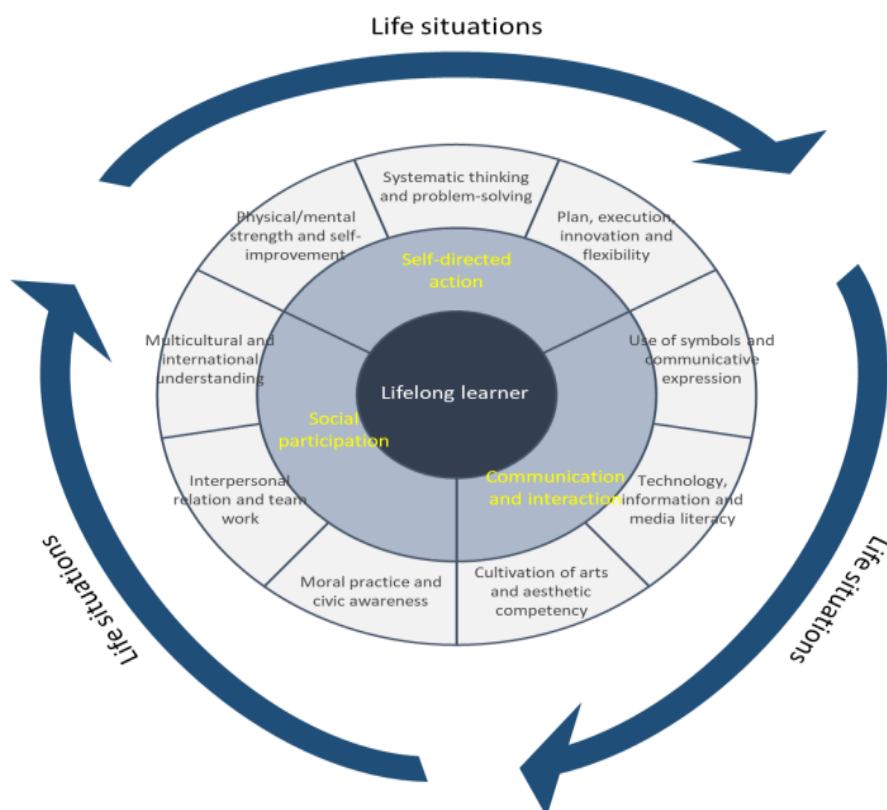 Life situations
Systematic thinking
and problem-solving
Physical/mental
strength and self-
improvement
Plan, execution,
innovation and
flexibility
Self-directed
action
Multicultural and
international
understanding
Use of symbols and
communicative
expression
Lifelong learner
Social
participation
Communication
and interaction
Interpersonal
relation and team
work
Technology,
information and
media literacy
Moral practice and
civic awareness
Cultivation of arts
and aesthetic
competency
Life situations
Life situations